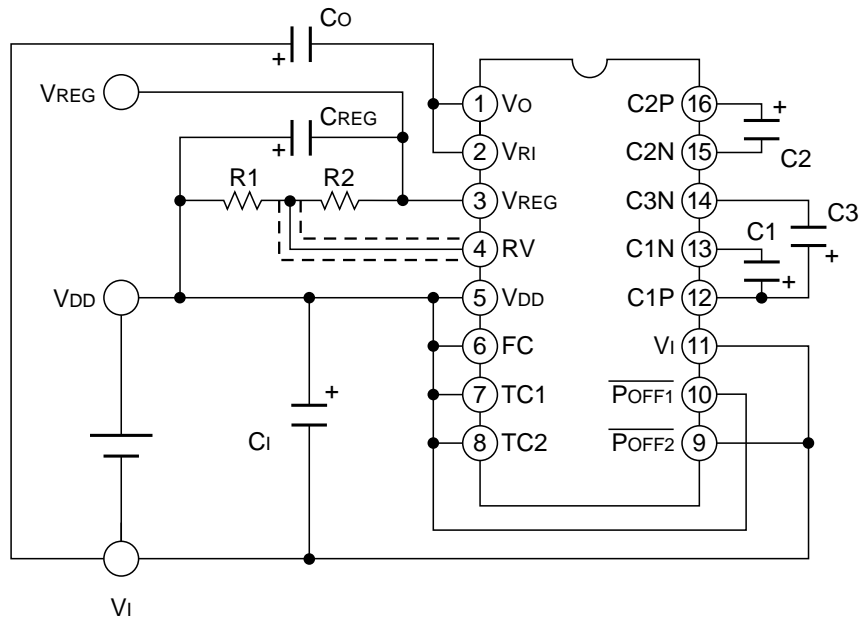 CO
+
VREG
CREG
+
R1
R2
VDD
+
CI
VI
1 VO
2 VRI
3 VREG
4 RV
5 VDD
6 FC
7 TC1
8 TC2
C2P 16
C2N 15
C3N 14
C1N 13
C1P 12
VI 11
POFF1 10
POFF2 9
+
C2
C3
C1
+
+